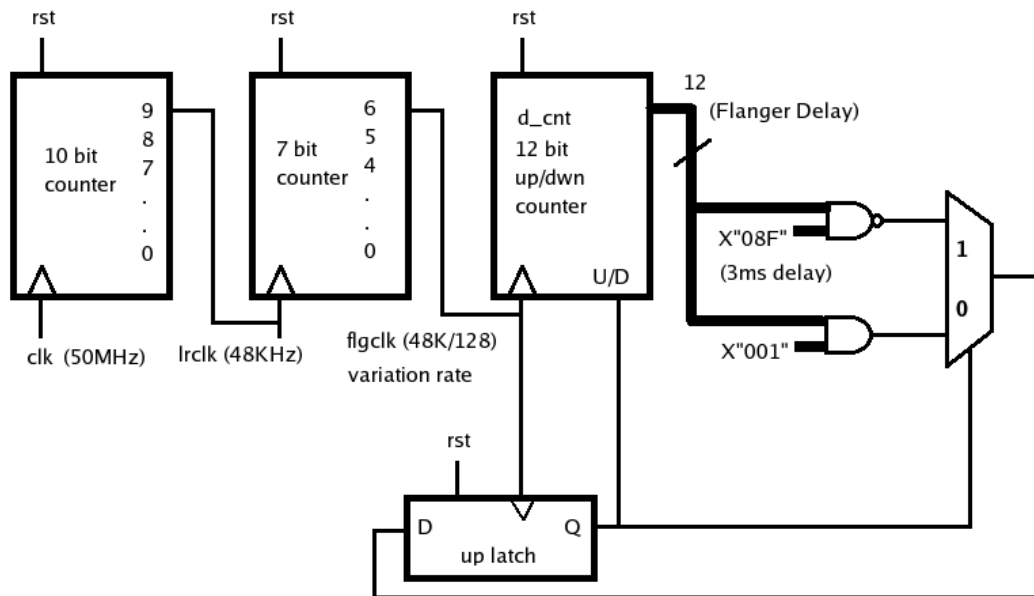 rst
rst
rst
9
8
7
.
.
0
10 bit
counter
clk (50MHz)
6
5
4
.
.
0
7 bit
counter
lrclk (48KHz)
d_cnt
12 bit
up/dwn
counter
U/D
flgclk (48K/128)
variation rate
12
(Flanger Delay)
X"08F"
(3ms delay)
X"001"
1
0
rst
D
Q
up latch